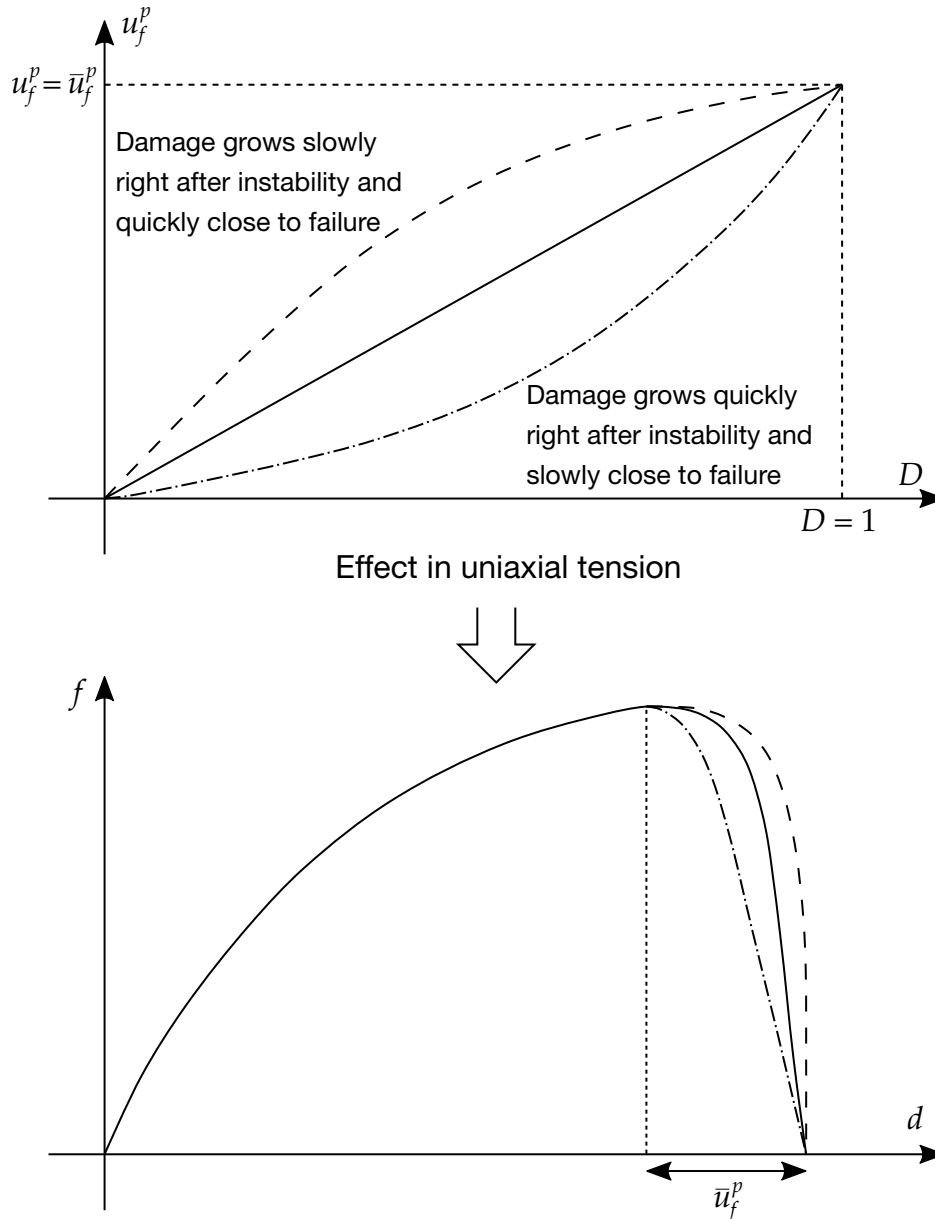 u_f^p
u_f^p = ū_f^p
Damage grows slowly
right after instability and
quickly close to failure
Damage grows quickly
right after instability and
slowly close to failure
D
D = 1
Effect in uniaxial tension
f
d
ū_f^p